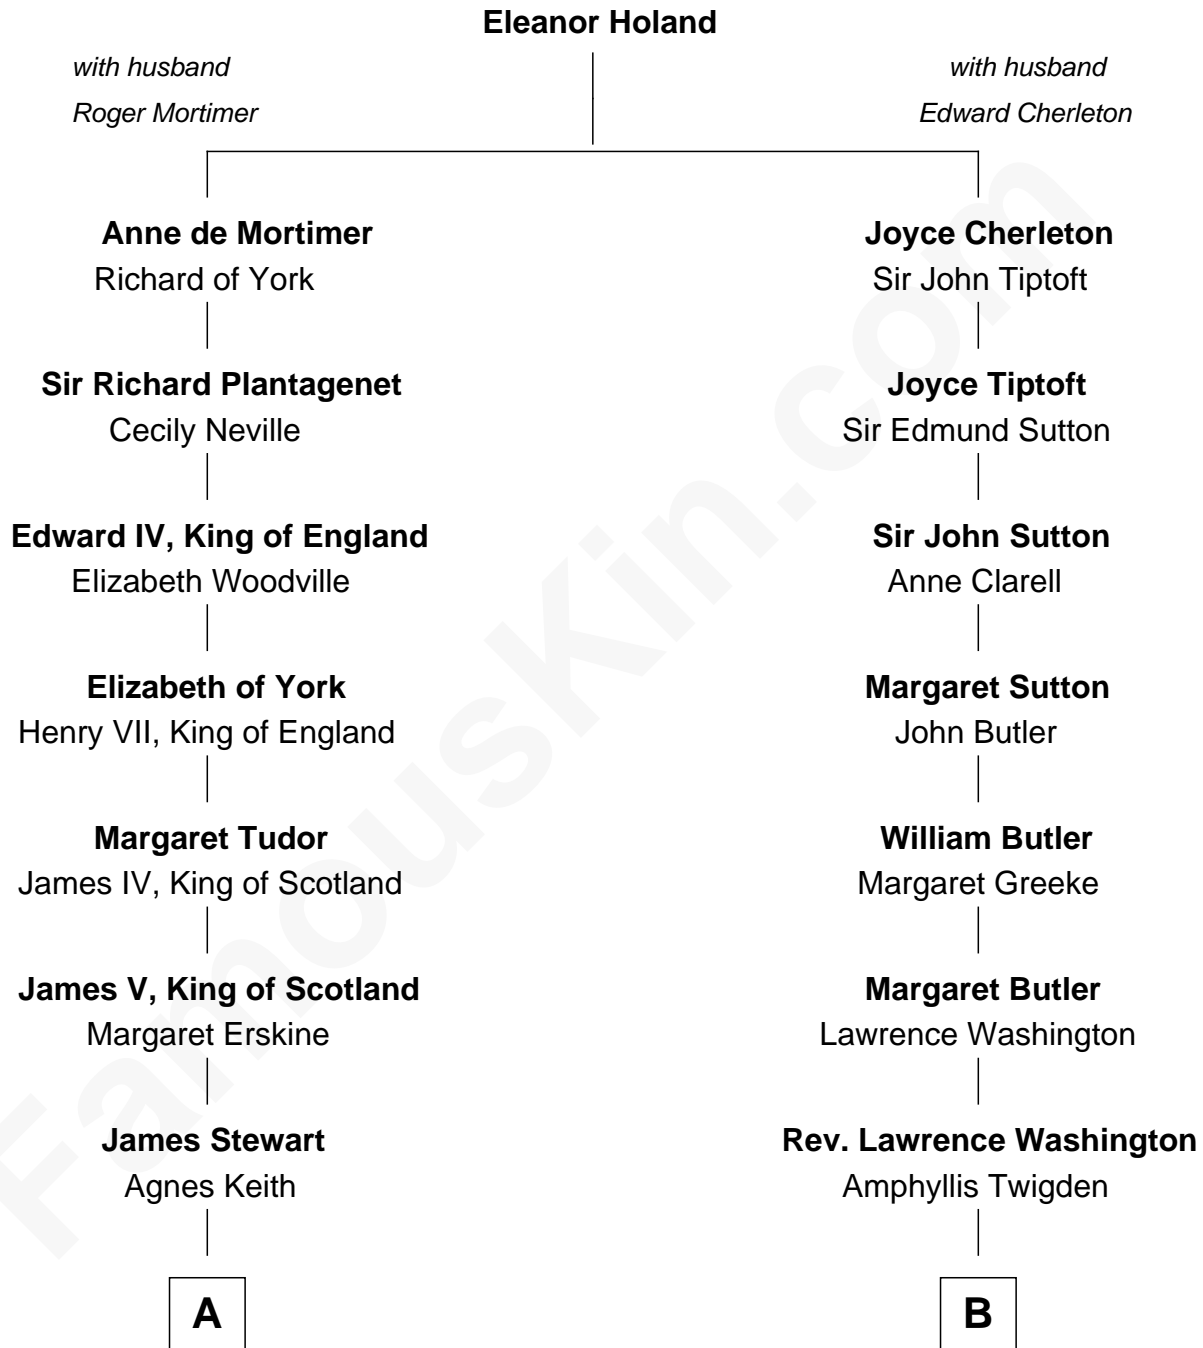 Eleanor Holand
with husband
Roger Mortimer
with husband
Edward Cherleton
Anne de Mortimer
Richard of York
Joyce Cherleton
Sir John Tiptoft
Sir Richard Plantagenet
Cecily Neville
Joyce Tiptoft
Sir Edmund Sutton
Edward IV, King of England
Elizabeth Woodville
Sir John Sutton
Anne Clarell
Elizabeth of York
Henry VII, King of England
Margaret Sutton
John Butler
Margaret Tudor
James IV, King of Scotland
William Butler
Margaret Greeke
James V, King of Scotland
Margaret Erskine
Margaret Butler
Lawrence Washington
James Stewart
Agnes Keith
Rev. Lawrence Washington
Amphyllis Twigden
A
B
FamousKin.com